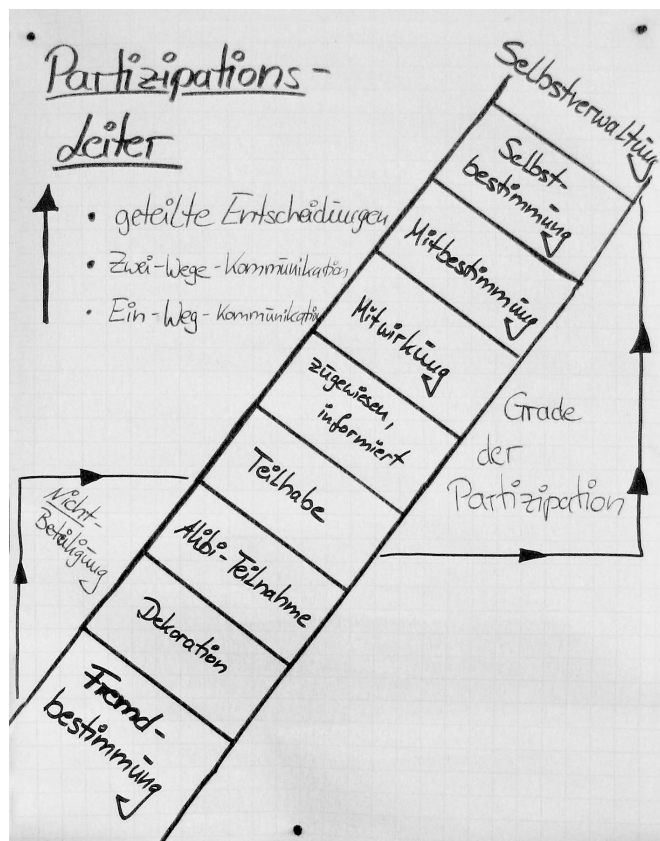 Partizipations-
Leiter
• geteilte Entscheidungen
• Zwei-Wege-Kommunikation
• Ein-Weg-Kommunikation
Selbstverwaltung
Selbst-
bestimmung
Mitbestimmung
Mitwirkung
zugewiesen,
informiert
Teilhabe
Alibi-Teilnahme
Dekoration
Fremd-
bestimmung
Grade
der
Partizipation
Nicht-
Beteiligung